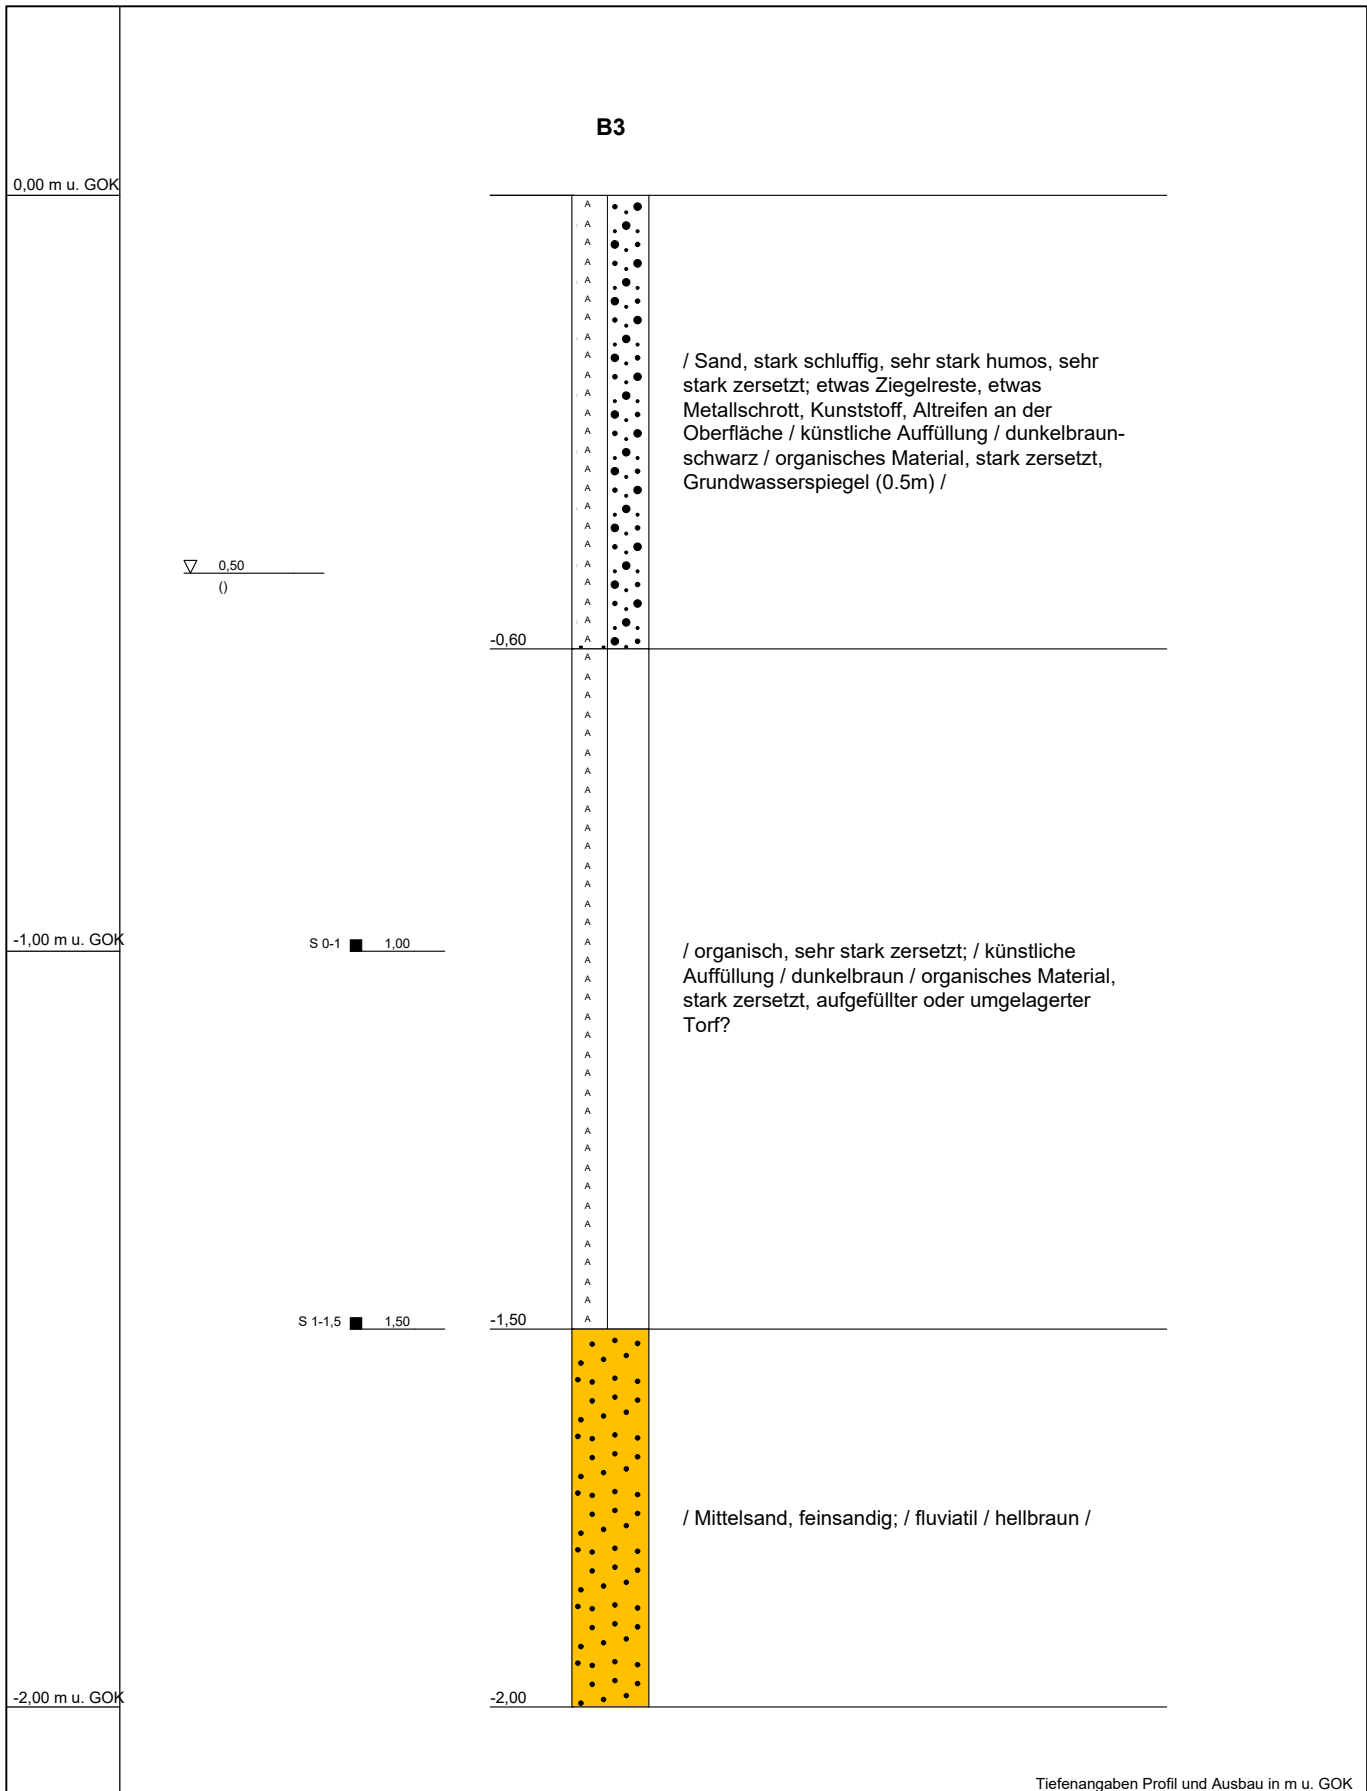 B3
0,00 m u. GOK
/ Sand, stark schluffig, sehr stark humos, sehr
stark zersetzt; etwas Ziegelreste, etwas
Metallschrott, Kunststoff, Altreifen an der
Oberfläche / künstliche Auffüllung / dunkelbraun-
schwarz / organisches Material, stark zersetzt,
Grundwasserspiegel (0.5m) /
0,50
()
-0,60
-1,00 m u. GOK
S 0-1 1,00
/ organisch, sehr stark zersetzt; / künstliche
Auffüllung / dunkelbraun / organisches Material,
stark zersetzt, aufgefüllter oder umgelagerter
Torf?
S 1-1,5 1,50
-1,50
/ Mittelsand, feinsandig; / fluviatil / hellbraun /
-2,00 m u. GOK
-2,00
Tiefenangaben Profil und Ausbau in m u. GOK